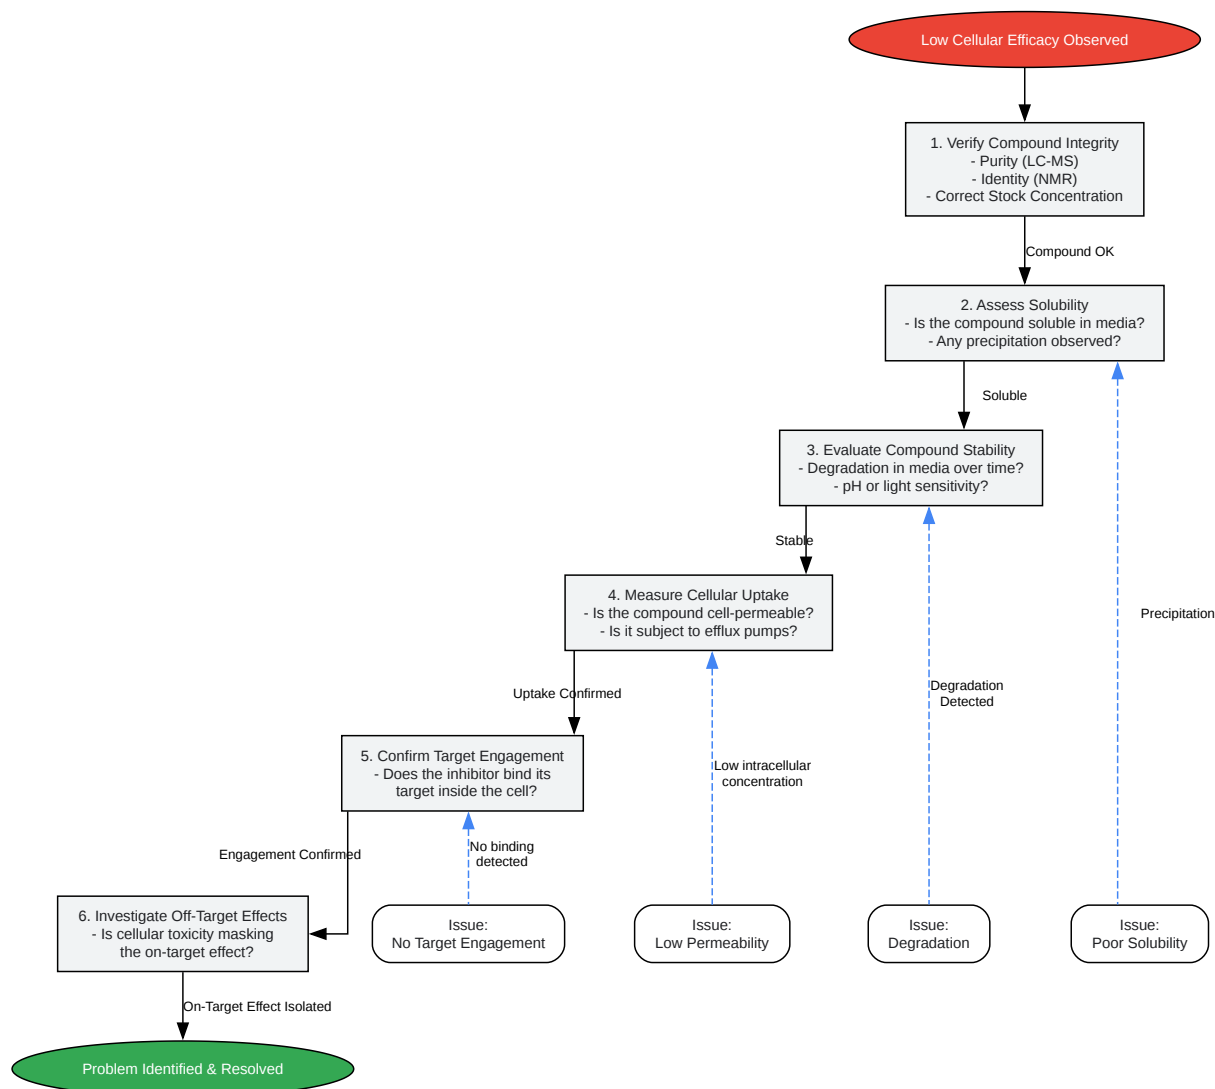 Low Cellular Efficacy Observed
1. Verify Compound Integrity
- Purity (LC-MS)
- Identity (NMR)
- Correct Stock Concentration
Compound OK
2. Assess Solubility
- Is the compound soluble in media?
- Any precipitation observed?
Soluble
3. Evaluate Compound Stability
- Degradation in media over time?
- pH or light sensitivity?
Stable
4. Measure Cellular Uptake
- Is the compound cell-permeable?
- Is it subject to efflux pumps?
Precipitation
Uptake Confirmed
Degradation
Detected
5. Confirm Target Engagement
- Does the inhibitor bind its
target inside the cell?
Low intracellular
concentration
Engagement Confirmed
No binding
detected
6. Investigate Off-Target Effects
- Is cellular toxicity masking
the on-target effect?
Issue:
No Target Engagement
Issue:
Low Permeability
Issue:
Degradation
Issue:
Poor Solubility
On-Target Effect Isolated
Problem Identified & Resolved